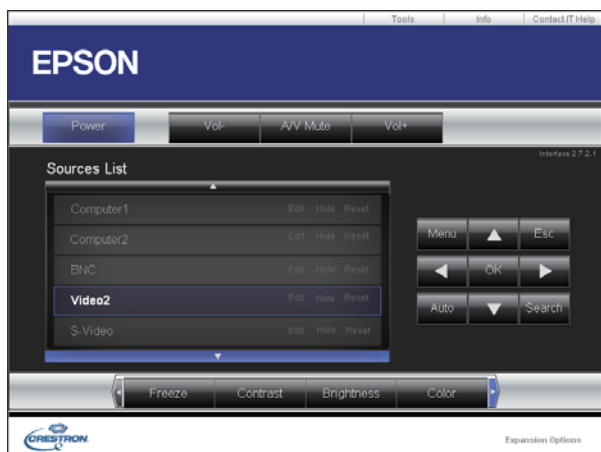 Tools Info Contact IT Help
EPSON
Power Vol- A/V Mute Vol+
Interface 2.7.2.1
Sources List
Computer1 Edit Hide Reset
Computer2 Edit Hide Reset
BNC Edit Hide Reset
Video2 Edit Hide Reset
S-Video Edit Hide Reset
Menu Esc
OK
Auto Search
Freeze Contrast Brightness Color
CRESTRON Expansion Options